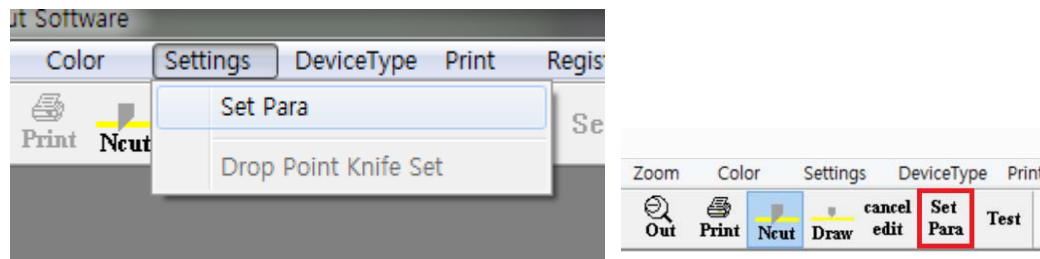 ut Software
Color Settings DeviceType Print Regis
Set Para
Print Ncut Se
Drop Point Knife Set
Zoom Color Settings DeviceType Print
Out Print Ncut Draw cancel edit Set Para Test